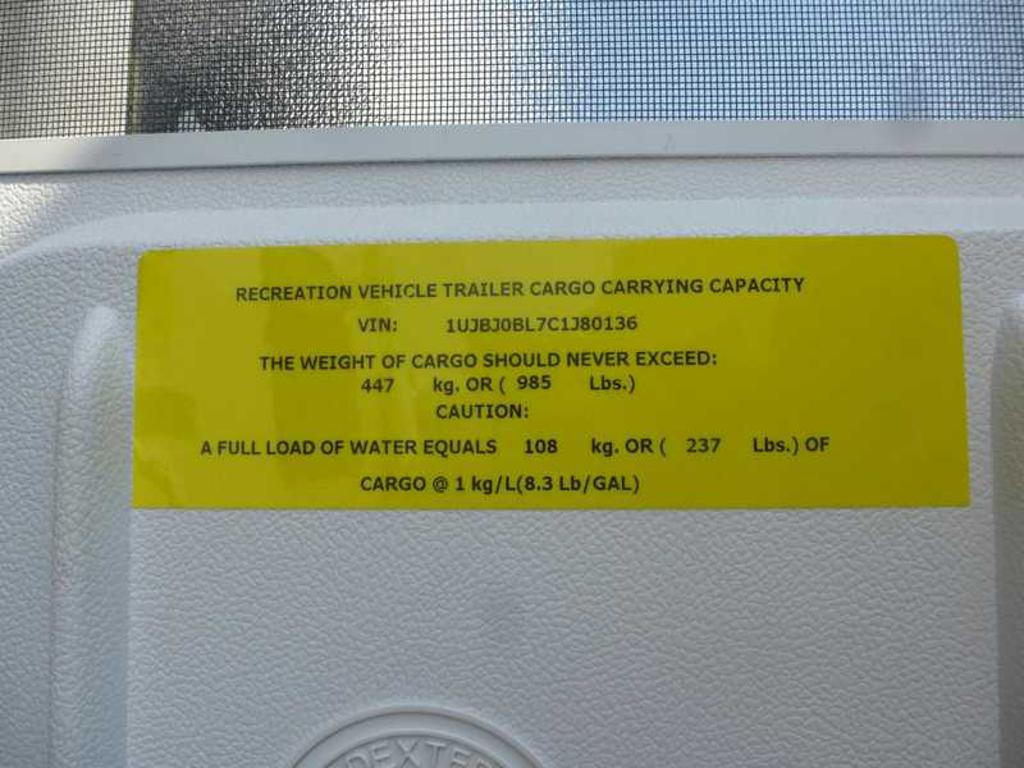 RECREATION VEHICLE TRAILER CARGO CARRYING CAPACITY
VIN: 1UJBJ0BL7C1J80136
THE WEIGHT OF CARGO SHOULD NEVER EXCEED:
447 kg. OR ( 985 Lbs.)
CAUTION:
A FULL LOAD OF WATER EQUALS 108 kg. OR ( 237 Lbs.) OF
CARGO @ 1 kg/L(8.3 Lb/GAL)
DEXTER